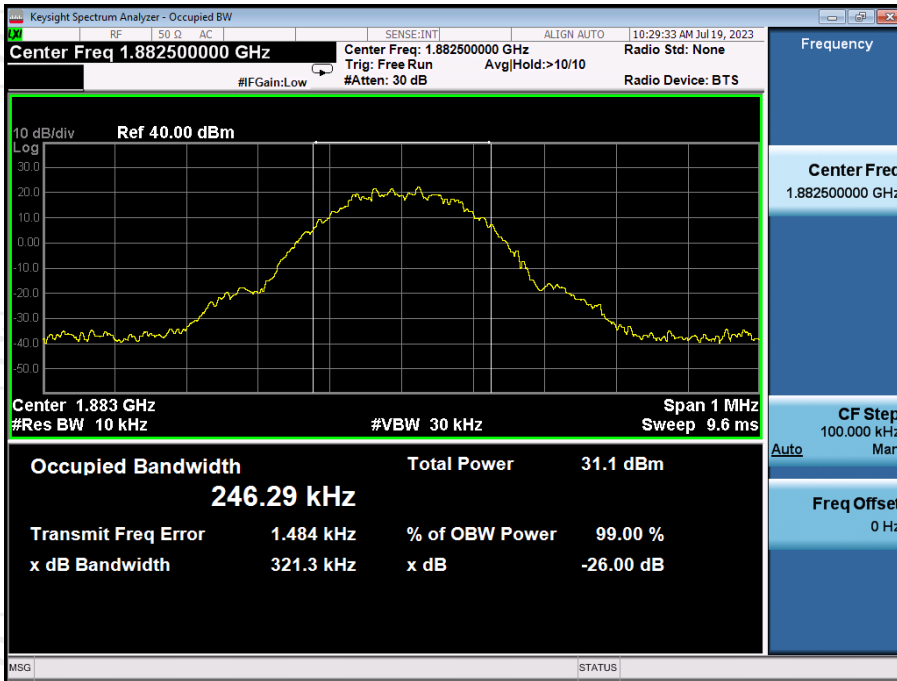 Keysight Spectrum Analyzer - Occupied BW
LXI RF 50 Ω AC SENSE:INT ALIGN AUTO 10:29:33 AM Jul 19, 2023
Center Freq 1.882500000 GHz
Center Freq: 1.882500000 GHz Radio Std: None
Trig: Free Run Avg|Hold:>10/10
#IFGain:Low #Atten: 30 dB Radio Device: BTS
10 dB/div Ref 40.00 dBm
Log
30.0
20.0
10.0
0.00
-10.0
-20.0
-30.0
-40.0
-50.0
Center 1.883 GHz Span 1 MHz
#Res BW 10 kHz #VBW 30 kHz Sweep 9.6 ms
Occupied Bandwidth Total Power 31.1 dBm
246.29 kHz
Transmit Freq Error 1.484 kHz % of OBW Power 99.00 %
x dB Bandwidth 321.3 kHz x dB -26.00 dB
MSG STATUS
Frequency
Center Freq
1.882500000 GHz
CF Step
100.000 kHz
Auto Man
Freq Offset
0 Hz